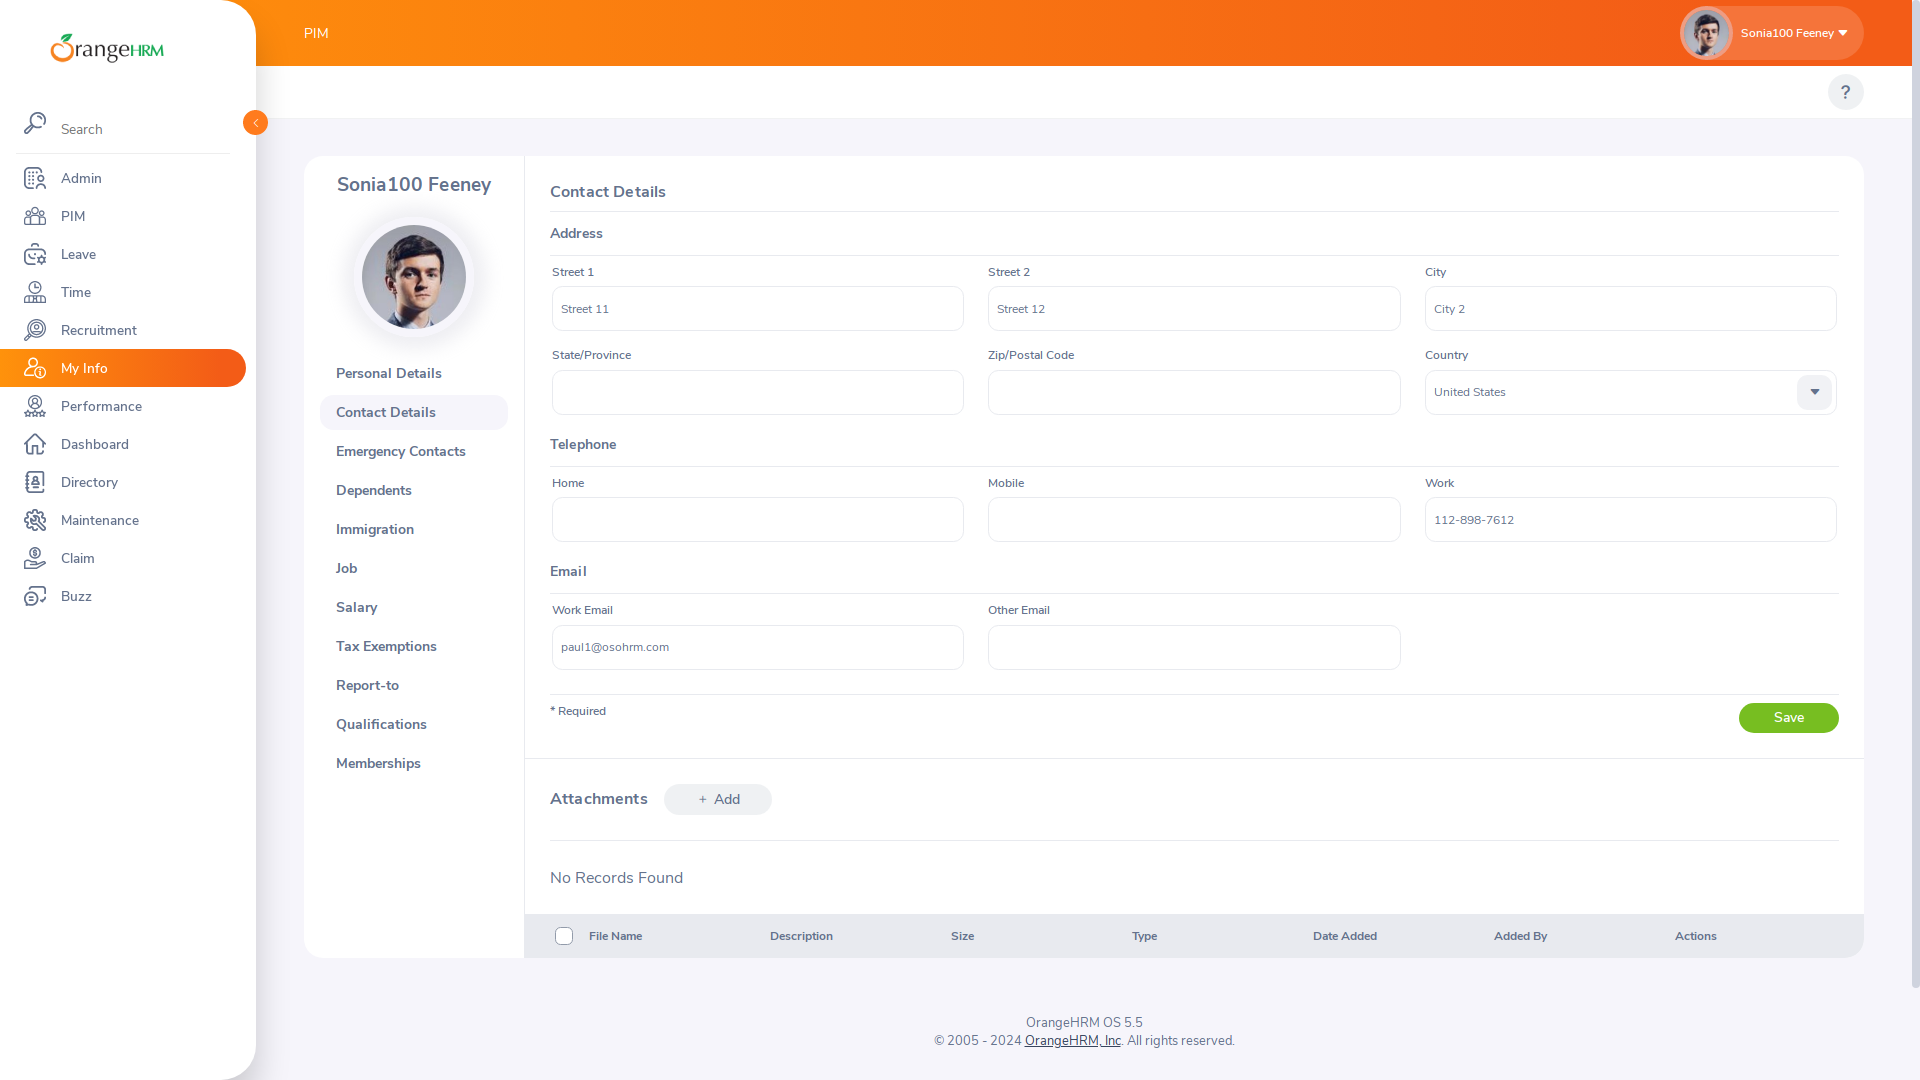 OrangeHRM
Search
Admin
PIM
Leave
Time
Recruitment
My Info
Performance
Dashboard
Directory
Maintenance
Claim
Buzz
PIM
Sonia100 Feeney
?
Sonia100 Feeney
Personal Details
Contact Details
Emergency Contacts
Dependents
Immigration
Job
Salary
Tax Exemptions
Report-to
Qualifications
Memberships
Contact Details
Address
Street 1 Street 2 City
Street 11 Street 12 City 2
State/Province Zip/Postal Code Country
United States
Telephone
Home Mobile Work
112-898-7612
Email
Work Email Other Email
paul1@osohrm.com
* Required
Save
Attachments + Add
No Records Found
File Name Description Size Type Date Added Added By Actions
OrangeHRM OS 5.5
© 2005 - 2024 OrangeHRM, Inc. All rights reserved.